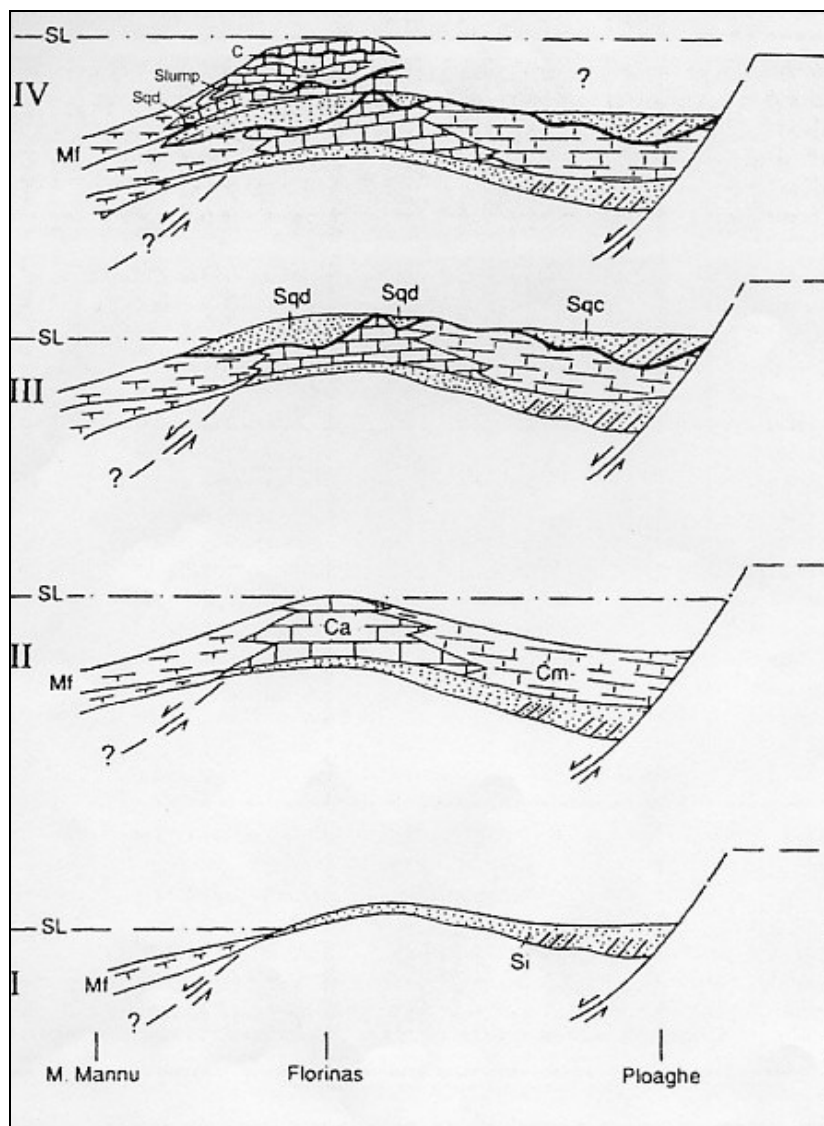 SL
C
Slump
Sqd
?
IV
Mf
?
Sqd Sqd Sqc
SL
III
?
SL
Ca
II
Cm
Mf
?
SL
Si
I
Mf
?
M. Mannu Florinas Ploaghe